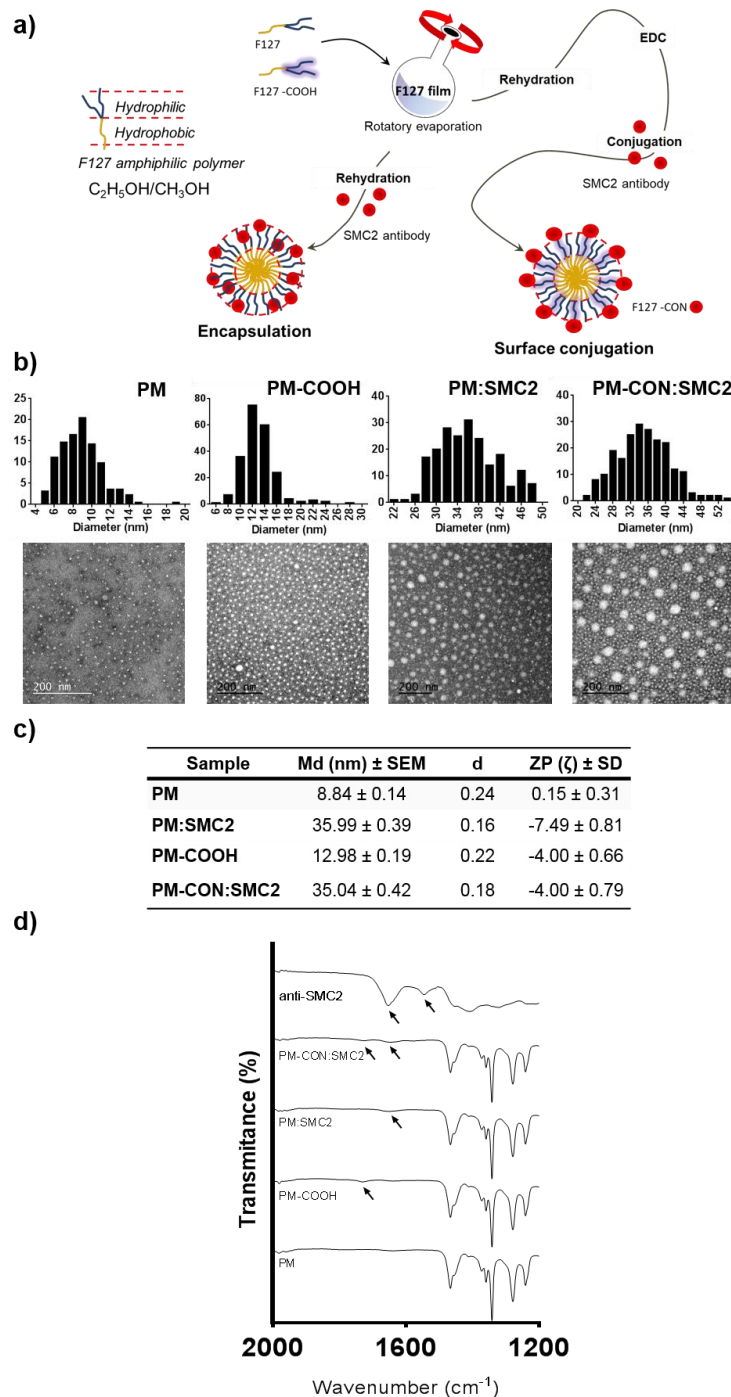 a)
F127
F127 -COOH
F127 film
Rotatory evaporation
Rehydration
EDC
Conjugation
SMC2 antibody
Hydrophilic
Hydrophobic
F127 amphiphilic polymer
C₂H₅OH/CH₃OH
Rehydration
SMC2 antibody
Encapsulation
F127 -CON
Surface conjugation
b)
PM
25
20
15
10
5
0
4 6 8 10 12 14 16 18 20
Diameter (nm)
PM-COOH
80
60
40
20
0
6 8 10 12 14 16 18 20 22 24 26 28 30
Diameter (nm)
PM:SMC2
40
30
20
10
0
22 26 30 34 38 42 46 50
Diameter (nm)
PM-CON:SMC2
40
30
20
10
0
20 24 28 32 36 40 44 48 52
Diameter (nm)
200 nm
200 nm
200 nm
200 nm
c)
Sample Md (nm) ± SEM d ZP (ζ) ± SD
PM 8.84 ± 0.14 0.24 0.15 ± 0.31
PM:SMC2 35.99 ± 0.39 0.16 -7.49 ± 0.81
PM-COOH 12.98 ± 0.19 0.22 -4.00 ± 0.66
PM-CON:SMC2 35.04 ± 0.42 0.18 -4.00 ± 0.79
d)
Transmitance (%)
anti-SMC2
PM-CON:SMC2
PM:SMC2
PM-COOH
PM
2000 1600 1200
Wavenumber (cm⁻¹)